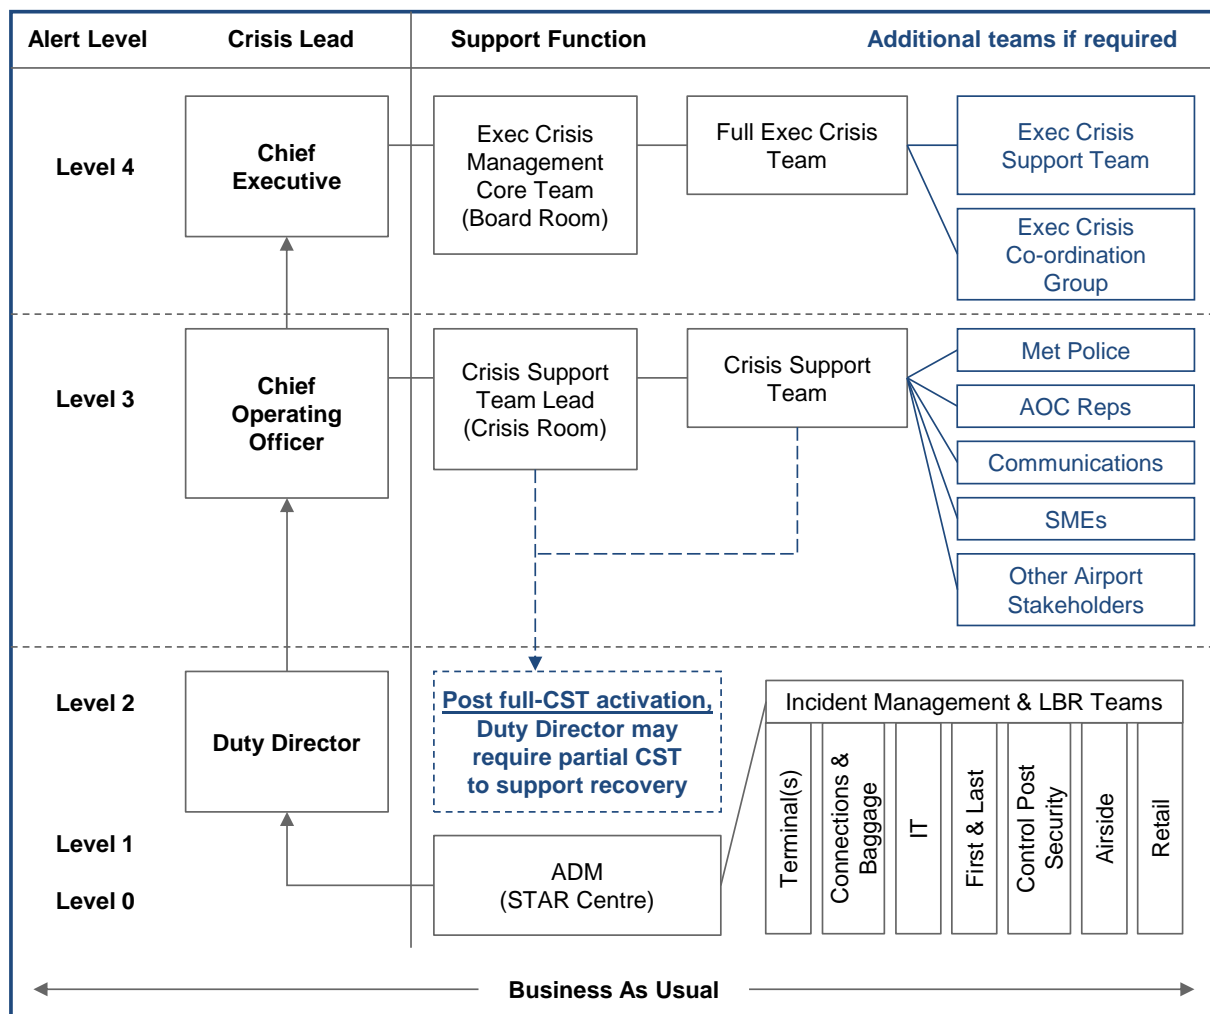 Alert Level
Crisis Lead
Support Function
Additional teams if required
Level 4
Chief
Executive
Exec Crisis
Management
Core Team
(Board Room)
Full Exec Crisis
Team
Exec Crisis
Support Team
Exec Crisis
Co-ordination
Group
Level 3
Chief
Operating
Officer
Crisis Support
Team Lead
(Crisis Room)
Crisis Support
Team
Met Police
AOC Reps
Communications
SMEs
Other Airport
Stakeholders
Level 2
Duty Director
Post full-CST activation,
Duty Director may
require partial CST
to support recovery
Incident Management & LBR Teams
Terminal(s)
Connections &
Baggage
IT
First & Last
Control Post
Security
Airside
Retail
Level 1
Level 0
ADM
(STAR Centre)
Business As Usual